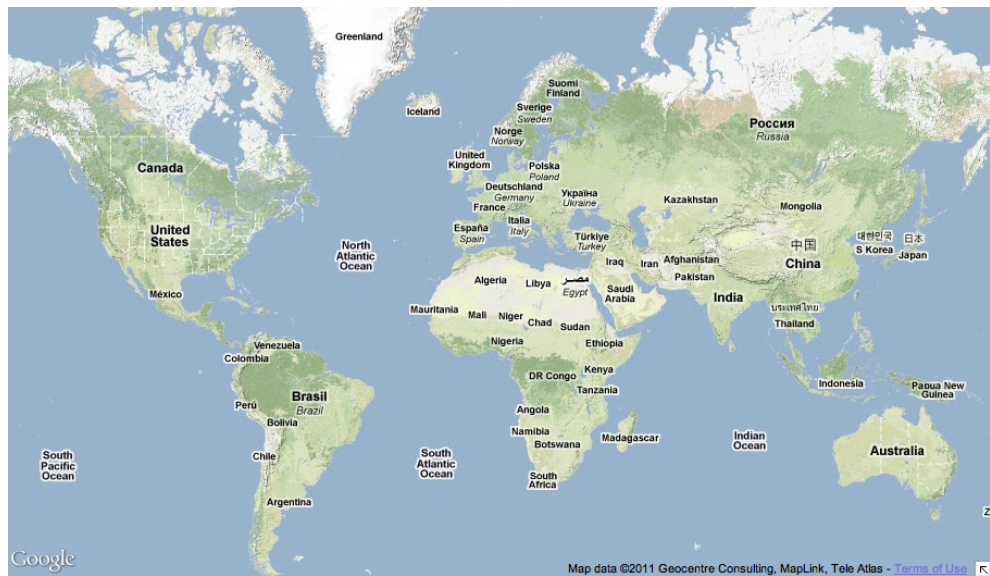 Greenland
Iceland
Suomi
Finland
Sverige
Sweden
Norge
Norway
Россия
Russia
United
Kingdom
Polska
Poland
Canada
Deutschland
Germany
Україна
Ukraine
France
Kazakhstan
Mongolia
United
States
Italia
Italy
España
Spain
Türkiye
Turkey
中国
China
대한민국
S Korea
日本
Japan
North
Atlantic
Ocean
Iraq
Iran
Afghanistan
Pakistan
Algeria
Libya
مصر
Egypt
Saudi
Arabia
India
México
Mauritania
Mali
Niger
Chad
Sudan
ประเทศไทย
Thailand
Venezuela
Colombia
Nigeria
Ethiopia
Kenya
DR Congo
Tanzania
Indonesia
Papua New
Guinea
Perú
Brasil
Brazil
Bolivia
Angola
Namibia
Botswana
Madagascar
Indian
Ocean
South
Pacific
Ocean
Chile
South
Atlantic
Ocean
Australia
South
Africa
Argentina
Z
Google
Map data ©2011 Geocentre Consulting, MapLink, Tele Atlas - Terms of Use